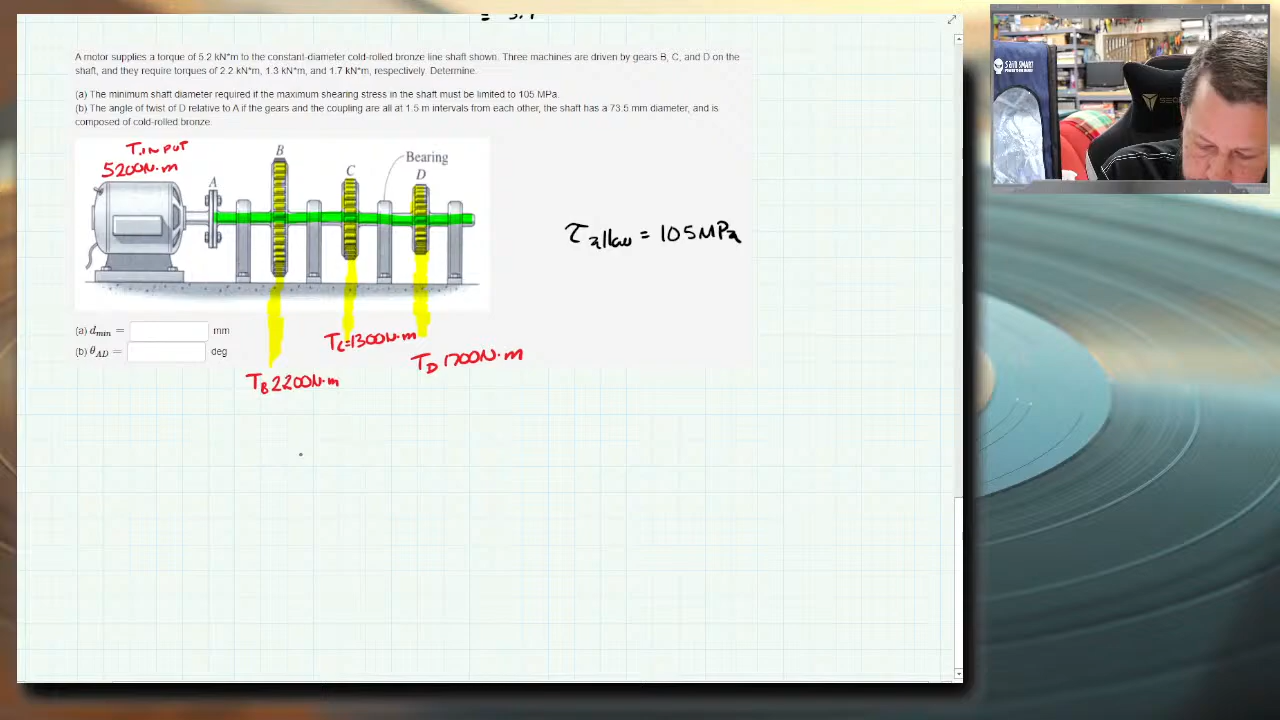 A motor supplies a torque of 5.2 kN*m to the constant-diameter cold-rolled bronze line shaft shown. Three machines are driven by gears B, C, and D on the
shaft, and they require torques of 2.2 kN*m, 1.3 kN*m, and 1.7 kN*m, respectively. Determine:
(a) The minimum shaft diameter required if the maximum shearing stress in the shaft must be limited to 105 MPa.
(b) The angle of twist of D relative to A if the gears and the coupling are all at 1.5 m intervals from each other, the shaft has a 73.5 mm diameter, and is
composed of cold-rolled bronze.
T.INPUT
5200N·m
A
B
C
Bearing
D
τallow = 105MPa
(a) dmin = mm
(b) θAD = deg
TC=1300N·m
TD 1700N·m
TB 2200N·m